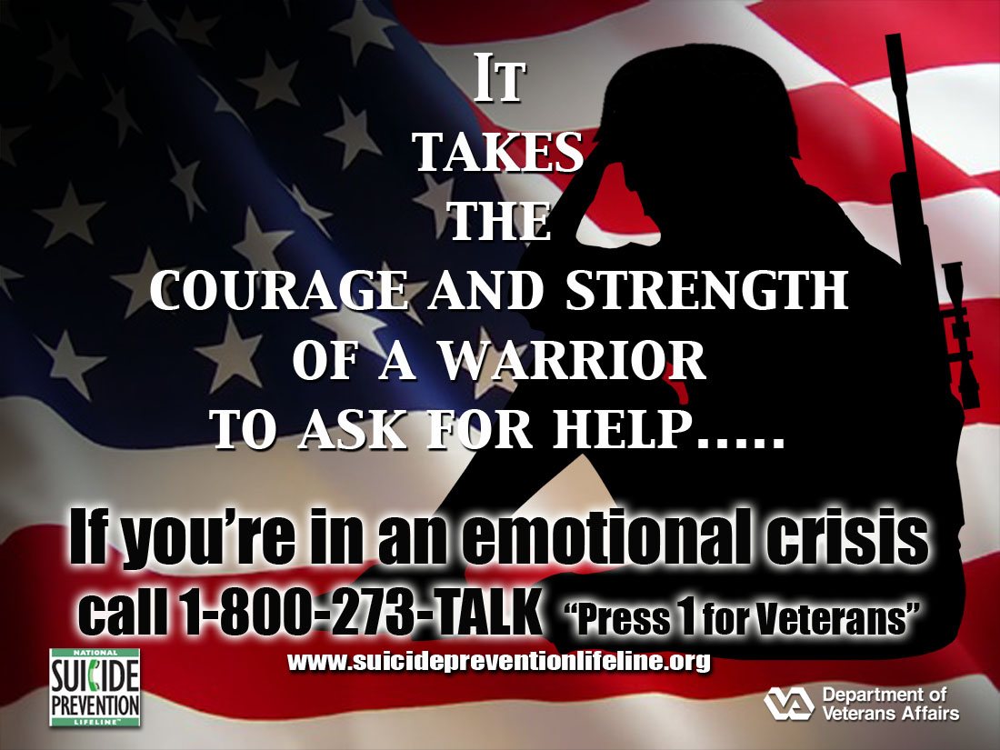 It
takes
the
courage and strength
of a warrior
to ask for help.....
If you're in an emotional crisis
call 1-800-273-TALK “Press 1 for Veterans”
www.suicidepreventionlifeline.org
NATIONAL
SUICIDE
PREVENTION
LIFELINE™
VA
Department of
Veterans Affairs